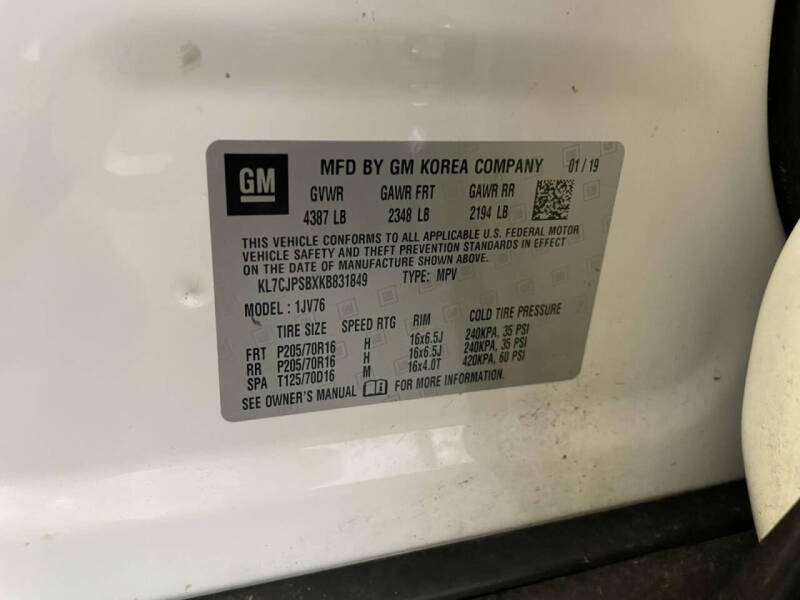 GM
MFD BY GM KOREA COMPANY 01/19
GVWR GAWR FRT GAWR RR
4387 LB 2348 LB 2194 LB
THIS VEHICLE CONFORMS TO ALL APPLICABLE U.S. FEDERAL MOTOR
VEHICLE SAFETY AND THEFT PREVENTION STANDARDS IN EFFECT
ON THE DATE OF MANUFACTURE SHOWN ABOVE.
KL7CJPSBXKB831849 TYPE: MPV
MODEL : 1JV76
TIRE SIZE SPEED RTG RIM COLD TIRE PRESSURE
FRT P205/70R16 H 16x6.5J 240KPA, 35 PSI
RR P205/70R16 H 16x6.5J 240KPA, 35 PSI
SPA T125/70D16 M 16x4.0T 420KPA, 60 PSI
SEE OWNER'S MANUAL FOR MORE INFORMATION.